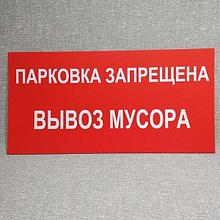 ПАРКОВКА ЗАПРЕЩЕНА
ВЫВОЗ МУСОРА